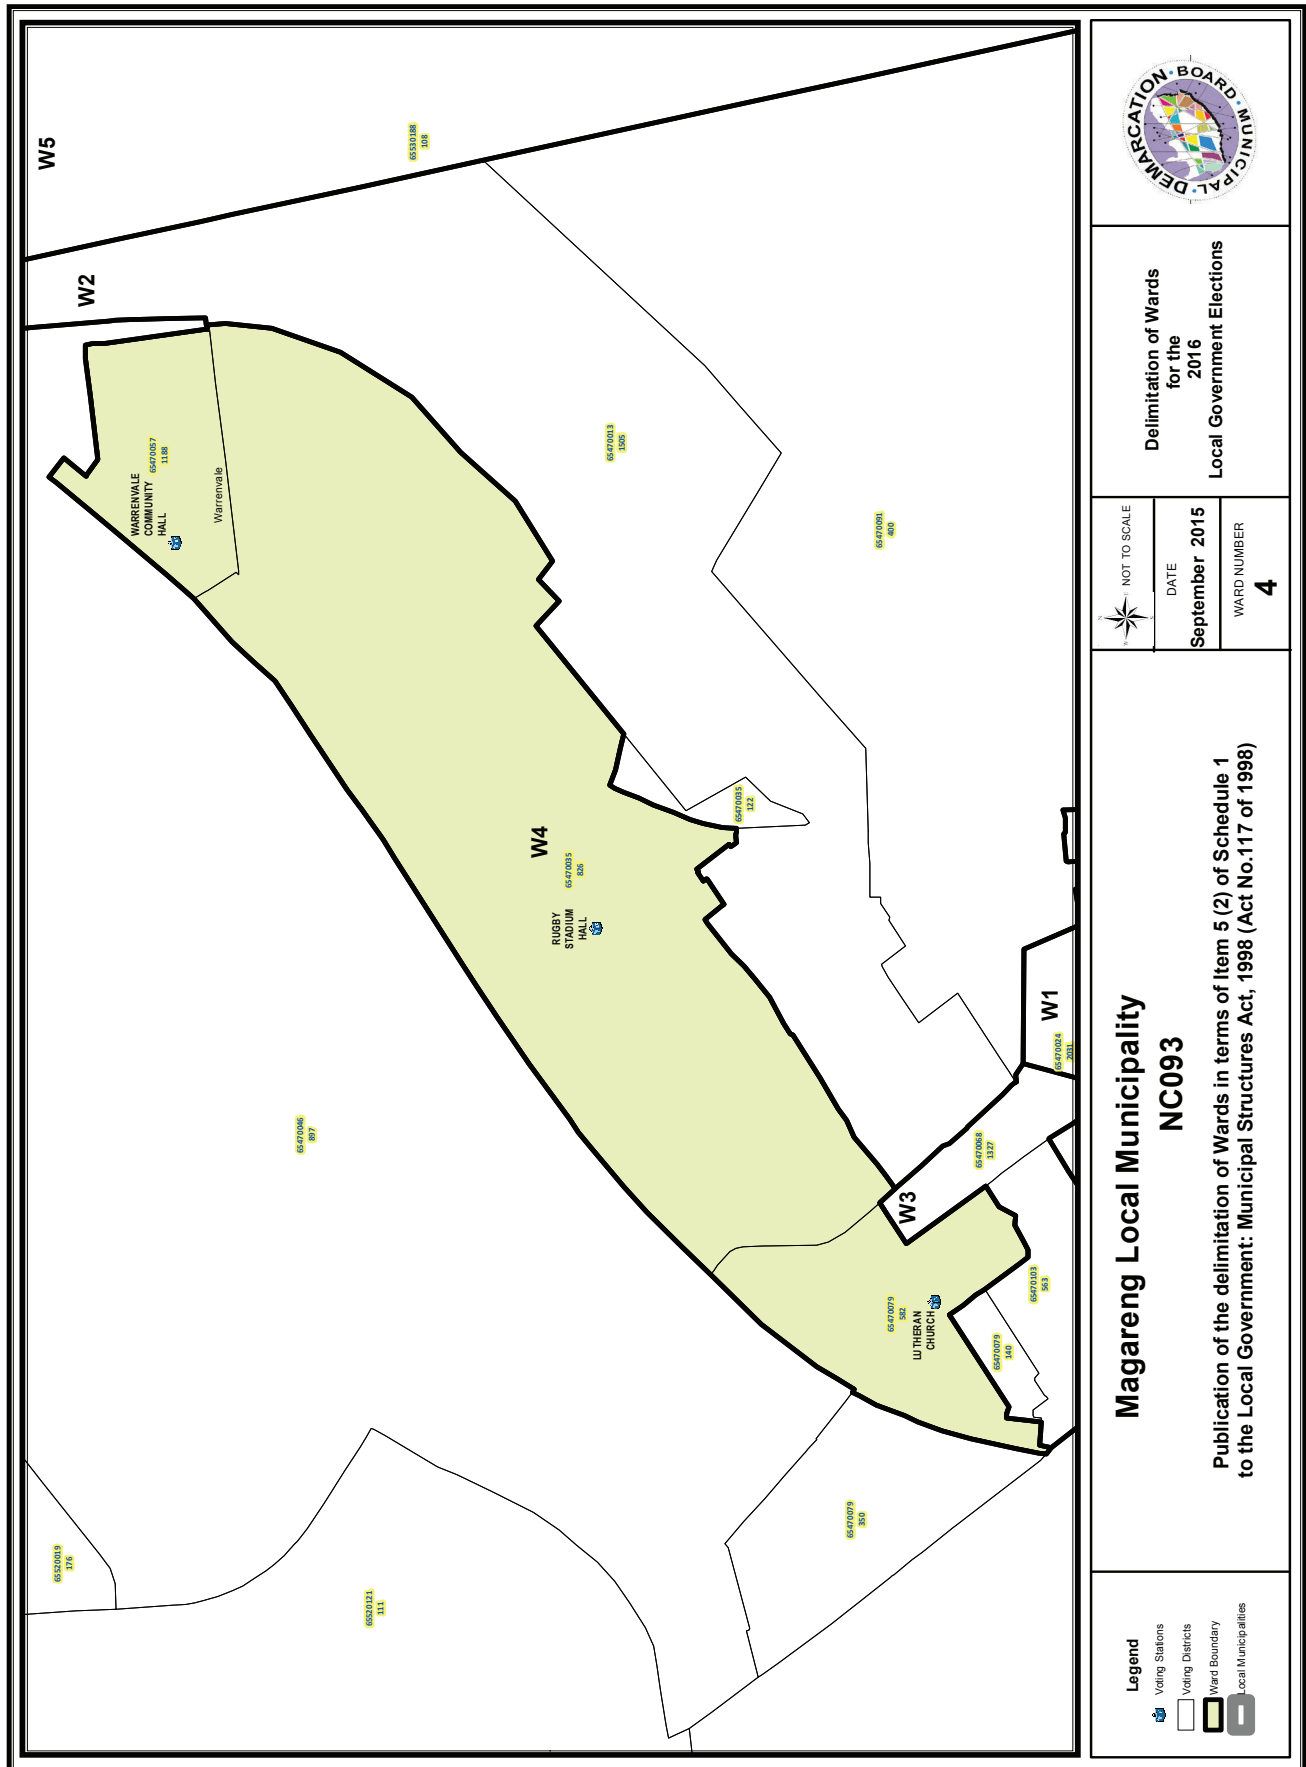 W5
65530188
108
W2
65470057
1188
WARRENVALE
COMMUNITY
HALL
Warrenvale
65470013
1505
65470091
400
65470035
122
W4
65470035
826
RUGBY
STADIUM
HALL
65470046
897
W1
65470024
2031
65470068
1327
W3
65470079
582
LUTHERAN
CHURCH
65470103
563
65470079
140
65470079
350
65520019
176
65520121
111
Legend
Voting Stations
Voting Districts
Ward Boundary
Local Municipalities
Magareng Local Municipality
NC093
Publication of the delimitation of Wards in terms of Item 5 (2) of Schedule 1
to the Local Government: Municipal Structures Act, 1998 (Act No.117 of 1998)
NOT TO SCALE
DATE
September 2015
WARD NUMBER
4
Delimitation of Wards
for the
2016
Local Government Elections
MUNICIPAL • DEMARCATION • BOARD •